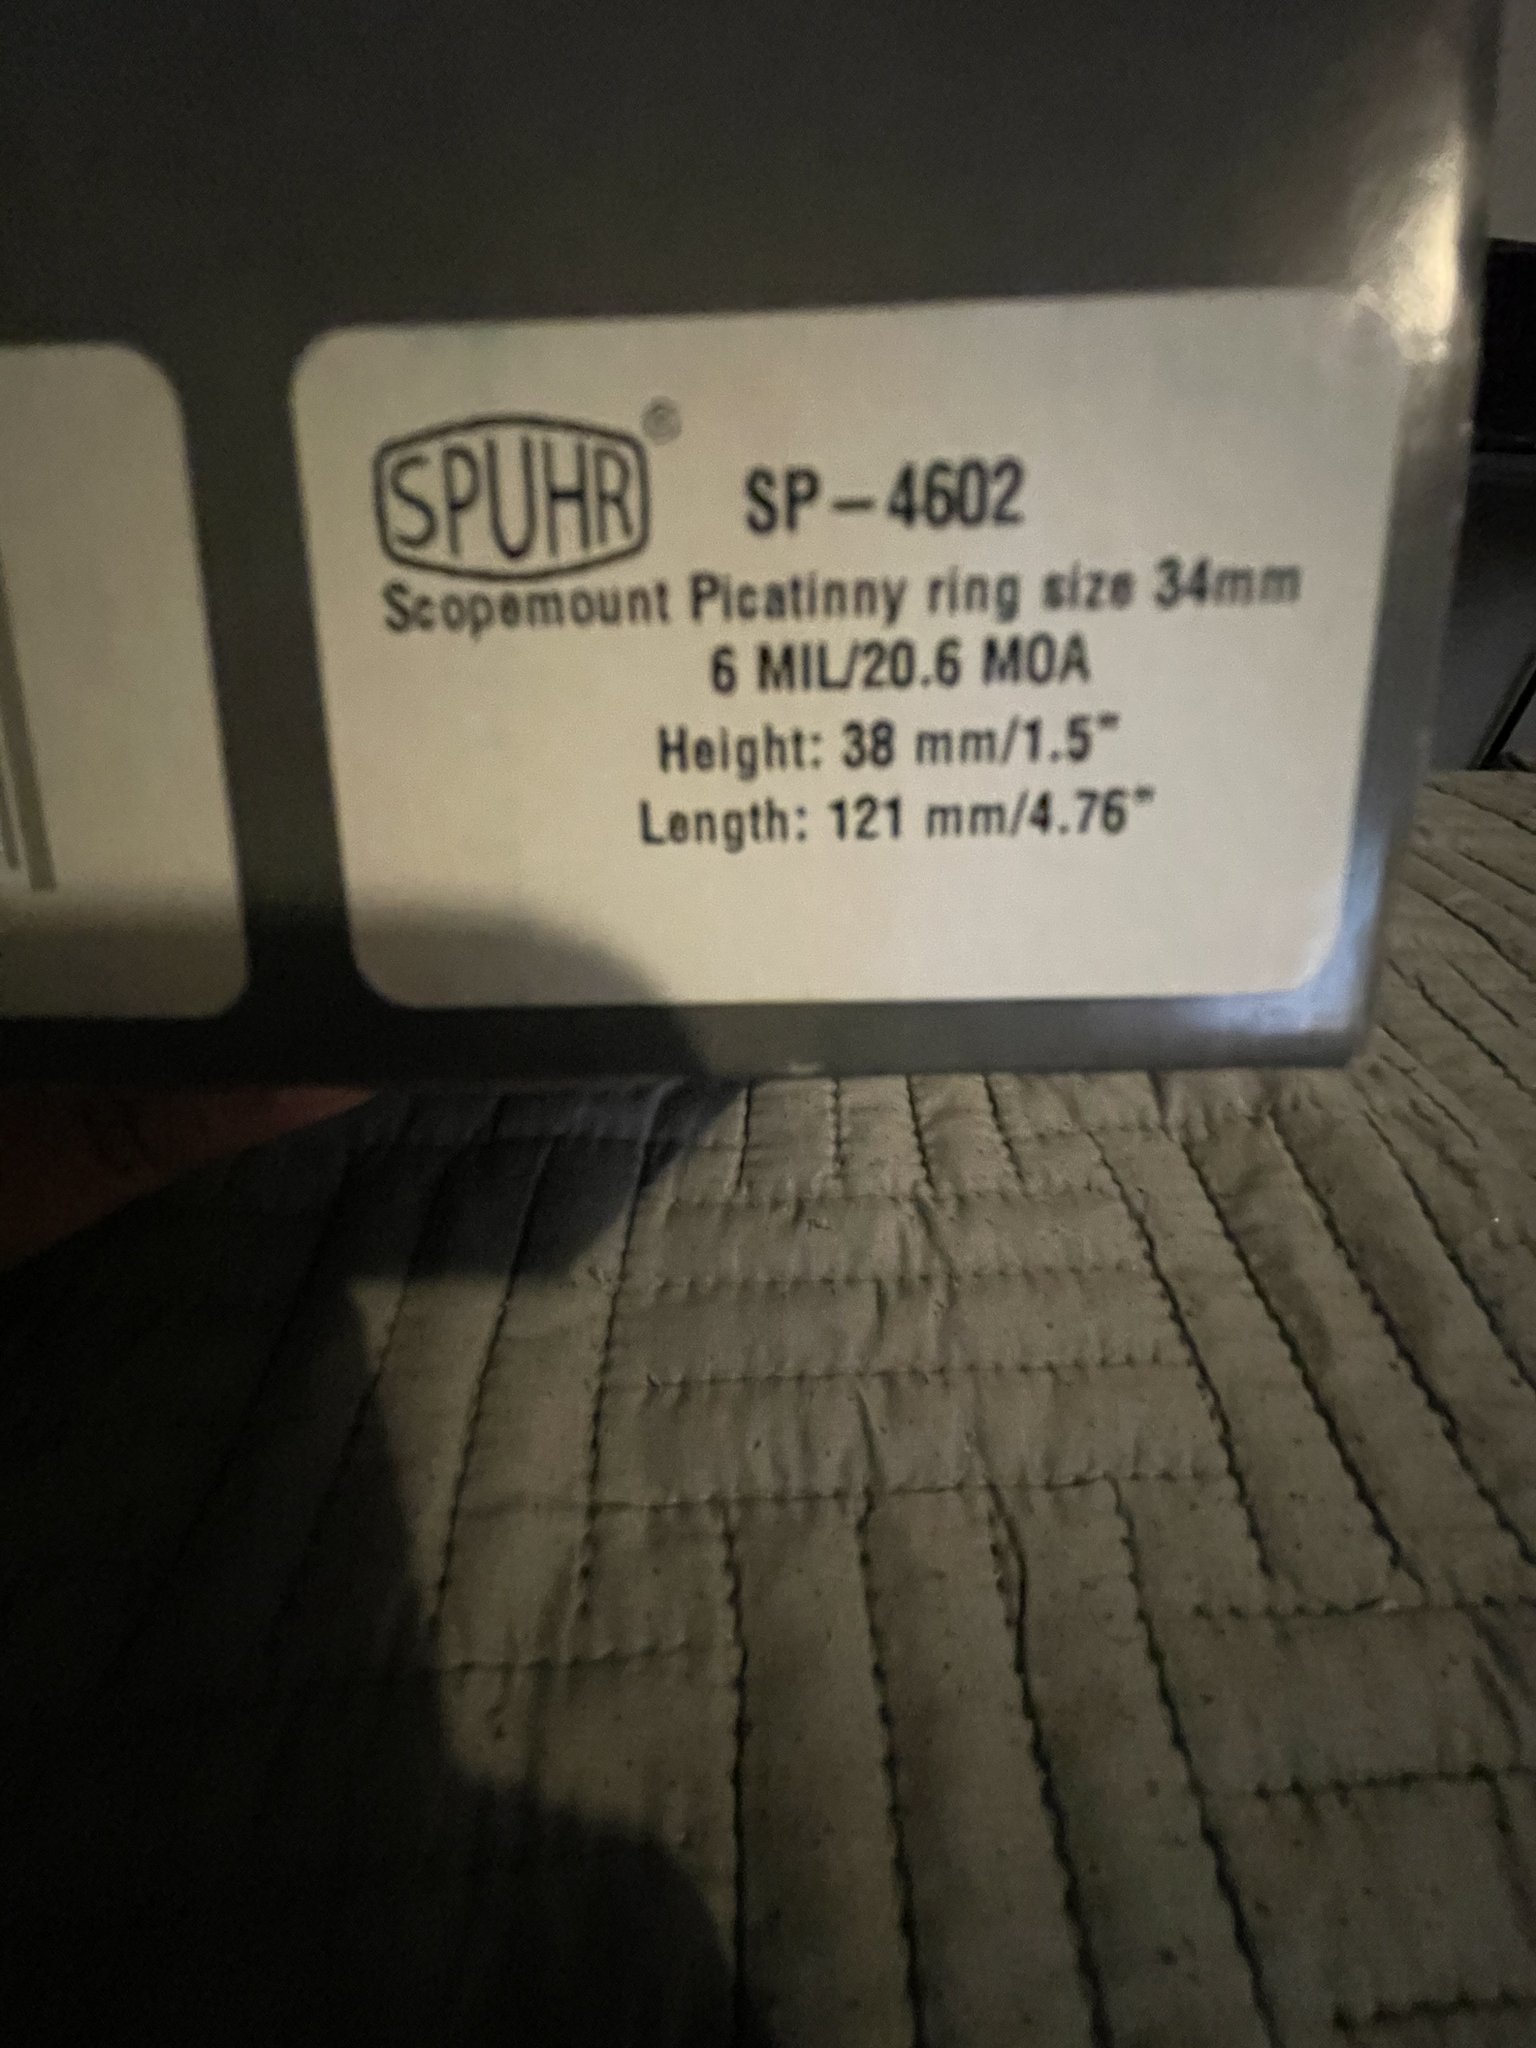 SPUHR® SP-4602
Scopemount Picatinny ring size 34mm
6 MIL/20.6 MOA
Height: 38 mm/1.5"
Length: 121 mm/4.76"